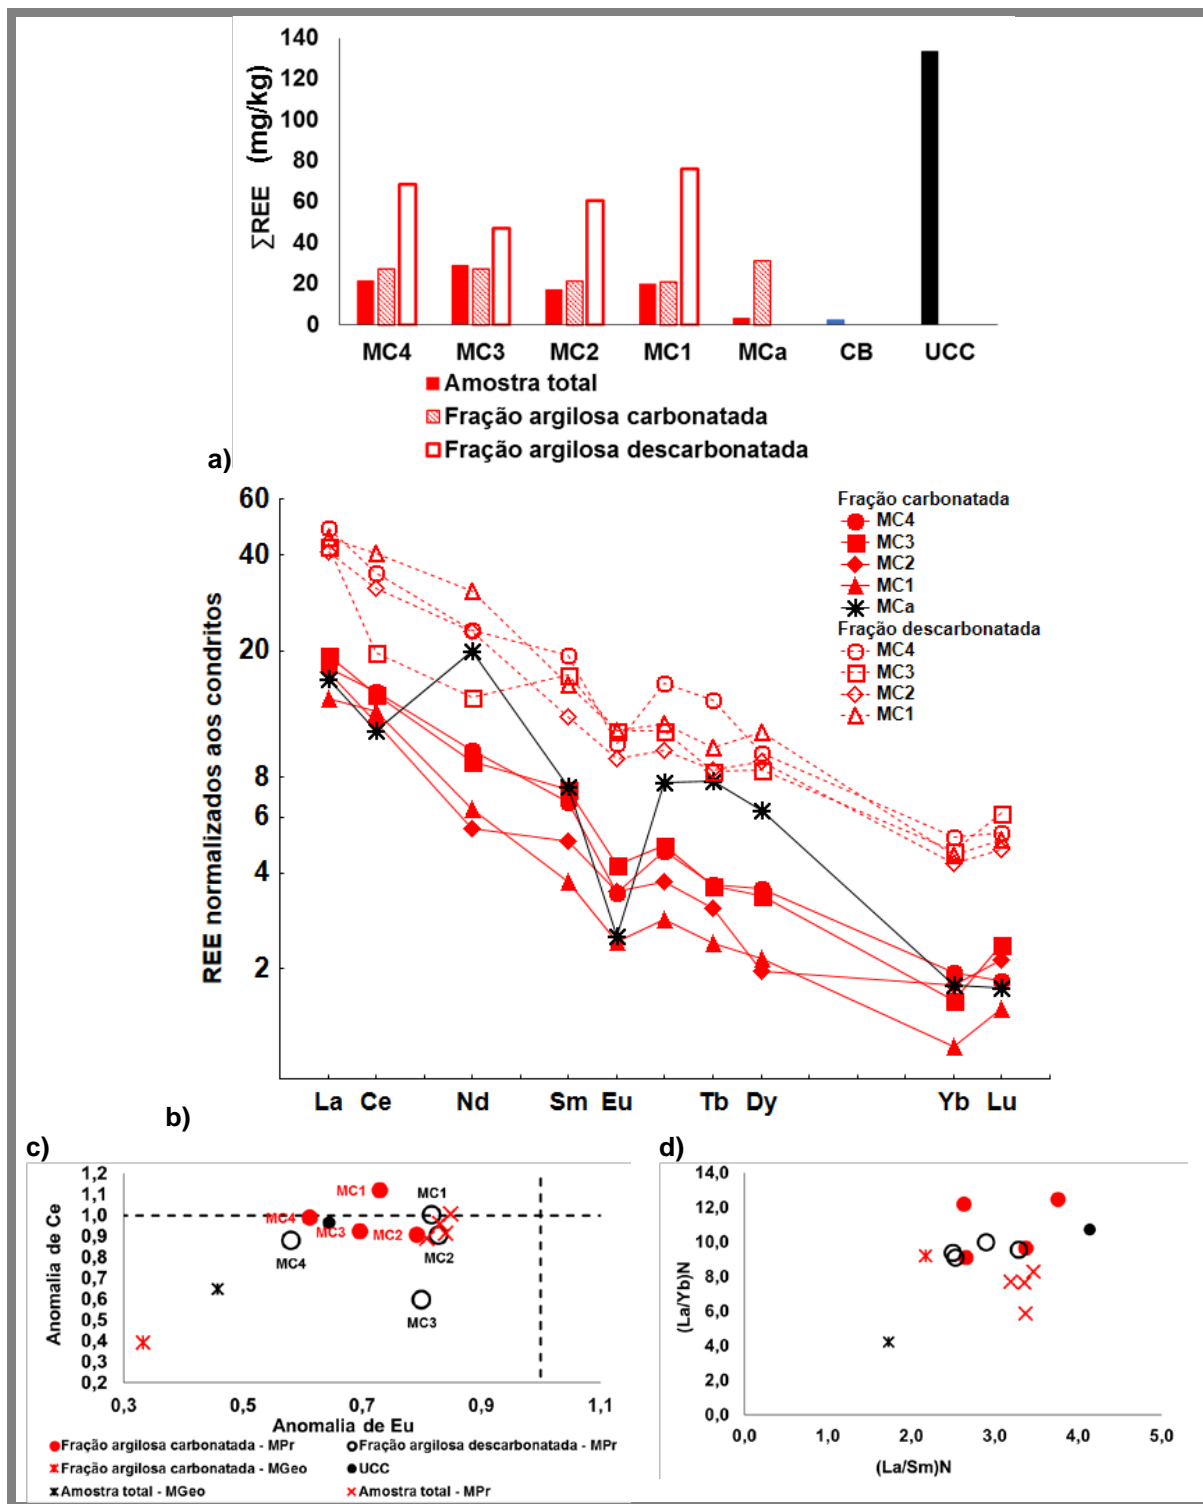 140
120
100
80
60
40
20
0
∑REE (mg/kg)
MC4 MC3 MC2 MC1 MCa CB UCC
Amostra total
Fração argilosa carbonatada
Fração argilosa descarbonatada
a)
60
40
20
8
6
4
2
REE normalizados aos condritos
Fração carbonatada
MC4
MC3
MC2
MC1
MCa
Fração descarbonatada
MC4
MC3
MC2
MC1
La Ce Nd Sm Eu Tb Dy Yb Lu
b)
c)
1,2
1,1
1,0
0,9
0,8
0,7
0,6
0,5
0,4
0,3
0,2
Anomalia de Ce
MC1
MC1
MC4
MC3
MC2
MC4
MC2
MC3
0,3 0,5 0,7 0,9 1,1
Anomalia de Eu
Fração argilosa carbonatada - MPr
Fração argilosa descarbonatada - MPr
Fração argilosa carbonatada - MGeo
UCC
Amostra total - MGeo
Amostra total - MPr
d)
14,0
12,0
10,0
8,0
6,0
4,0
2,0
0,0
(La/Yb)N
0,0 1,0 2,0 3,0 4,0 5,0
(La/Sm)N